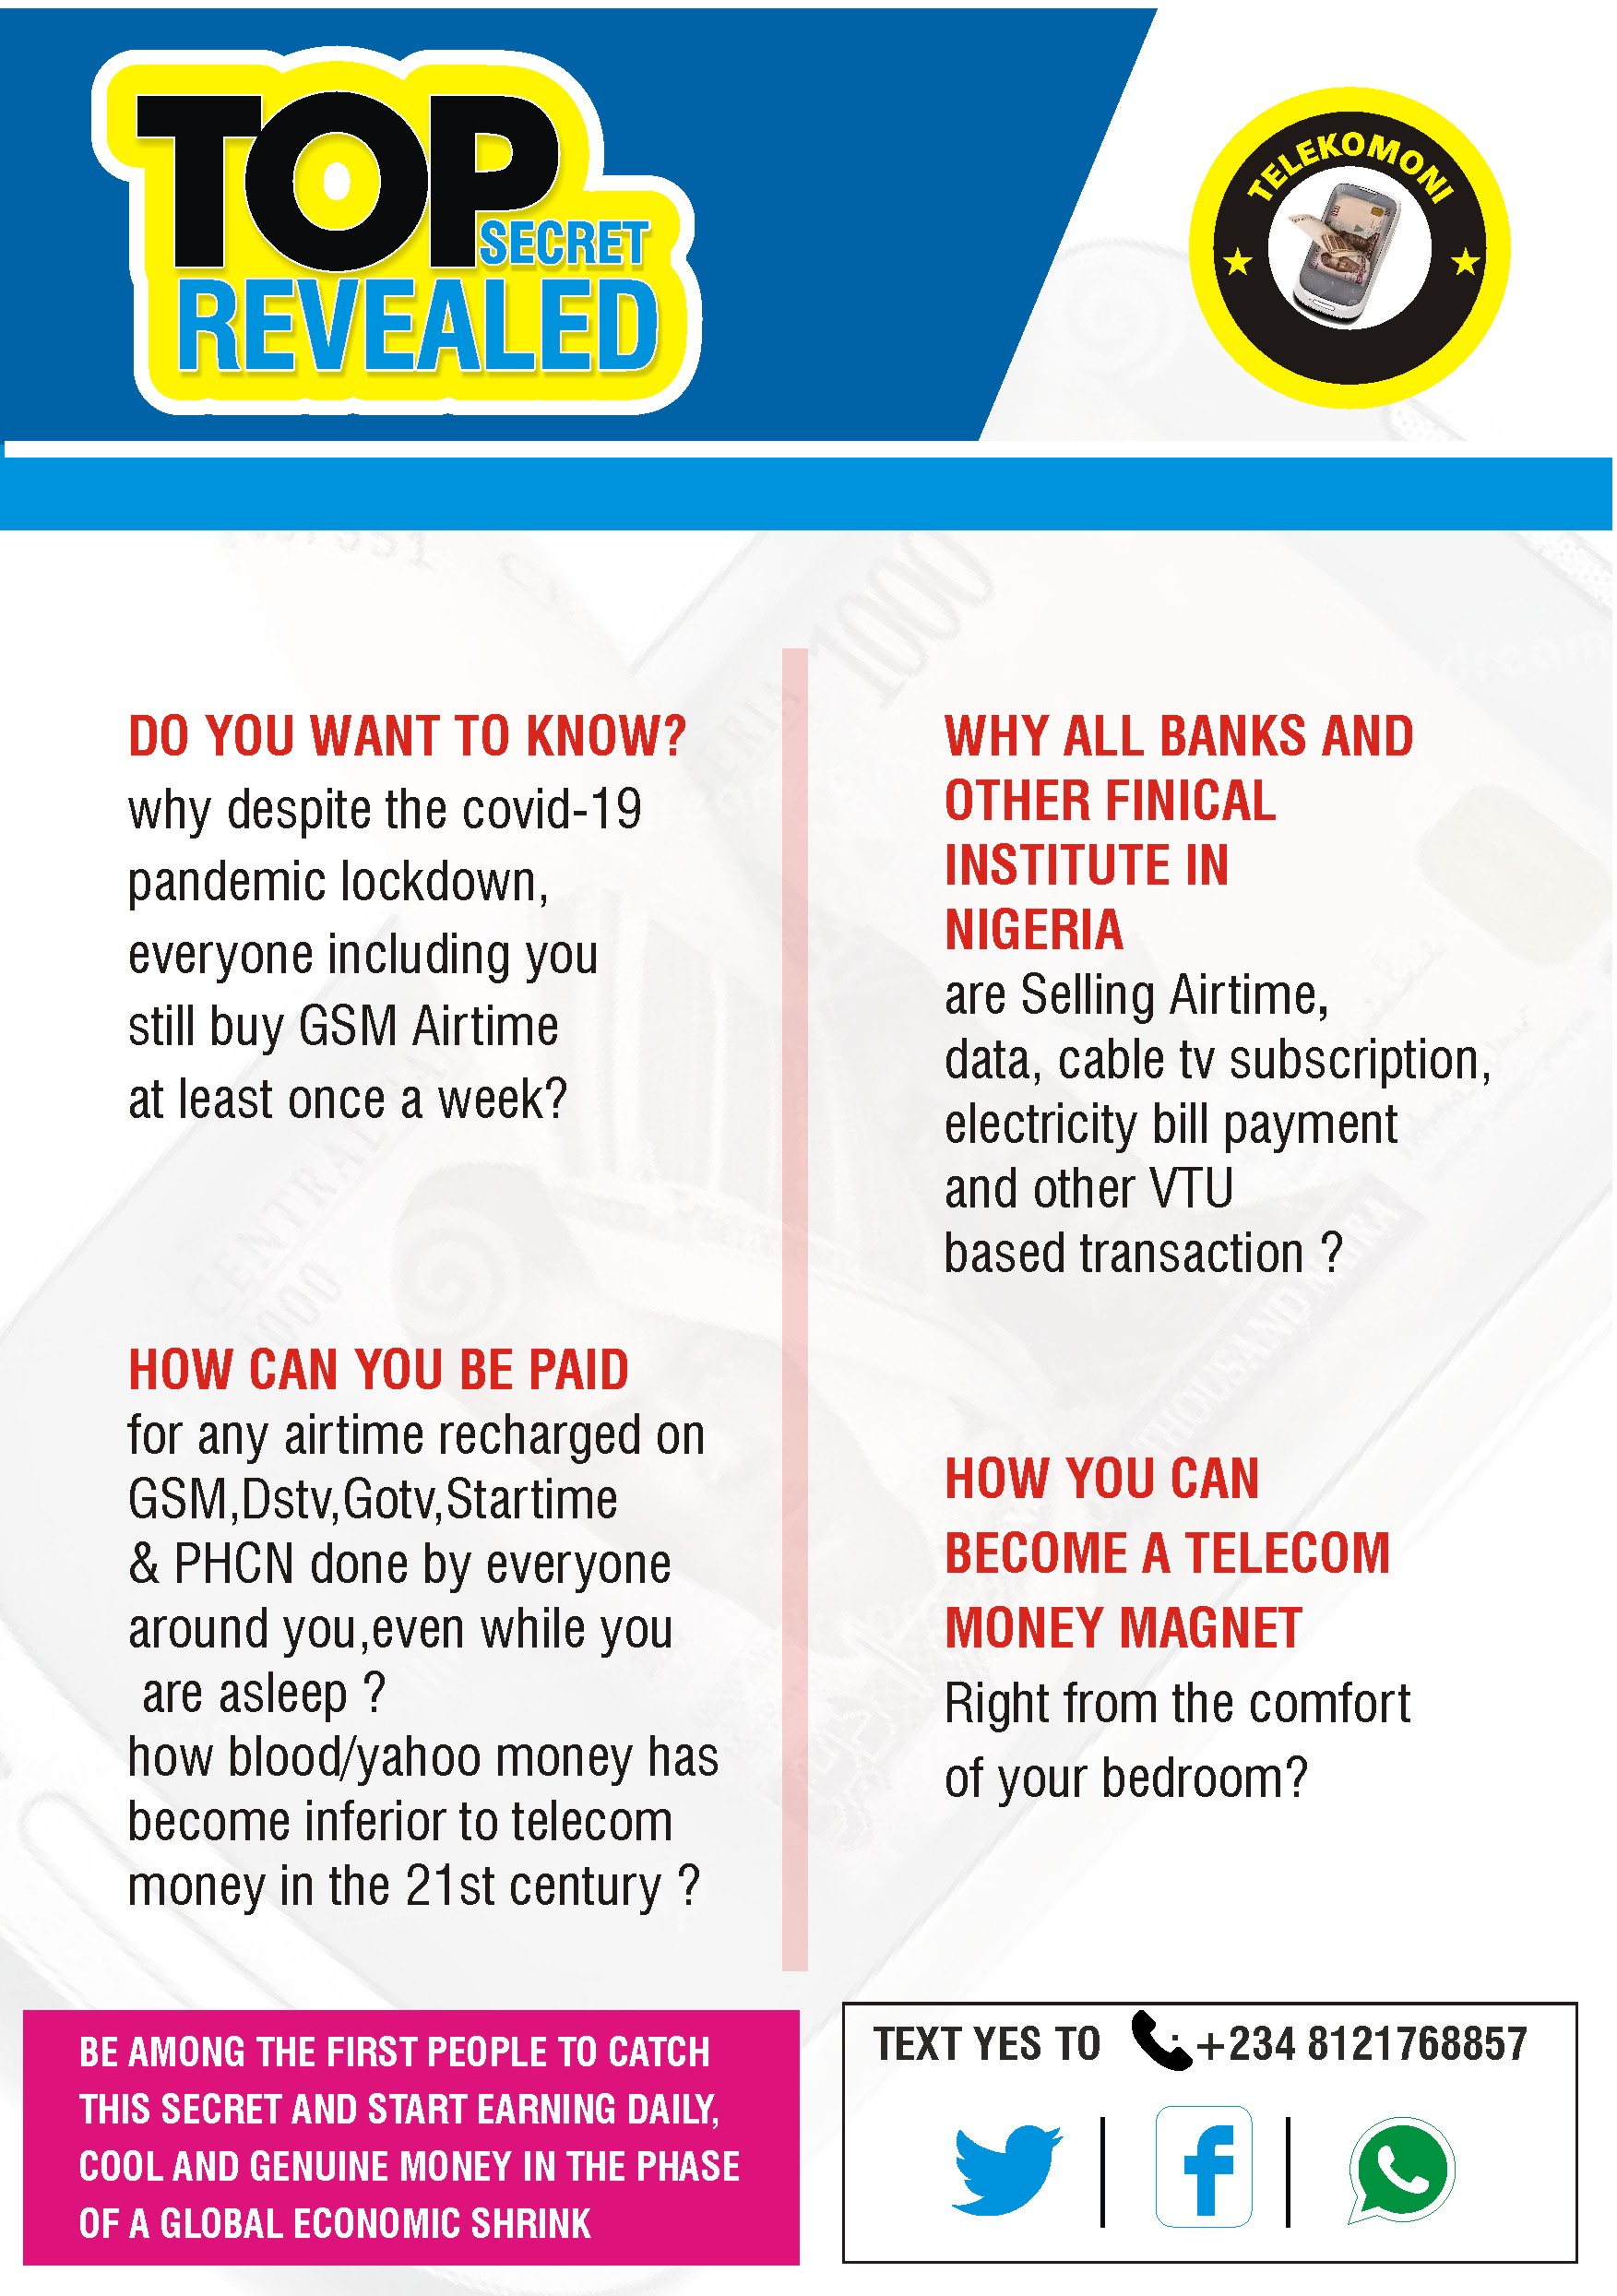 TOP
SECRET
REVEALED
TELEKOMONI
DO YOU WANT TO KNOW?
why despite the covid-19
pandemic lockdown,
everyone including you
still buy GSM Airtime
at least once a week?
HOW CAN YOU BE PAID
for any airtime recharged on
GSM,Dstv,Gotv,Startime
& PHCN done by everyone
around you,even while you
are asleep ?
how blood/yahoo money has
become inferior to telecom
money in the 21st century ?
WHY ALL BANKS AND
OTHER FINICAL
INSTITUTE IN
NIGERIA
are Selling Airtime,
data, cable tv subscription,
electricity bill payment
and other VTU
based transaction ?
HOW YOU CAN
BECOME A TELECOM
MONEY MAGNET
Right from the comfort
of your bedroom?
BE AMONG THE FIRST PEOPLE TO CATCH
THIS SECRET AND START EARNING DAILY,
COOL AND GENUINE MONEY IN THE PHASE
OF A GLOBAL ECONOMIC SHRINK
TEXT YES TO : +234 8121768857
1000
CENTRAL
1000
THOUSAND NAIRA